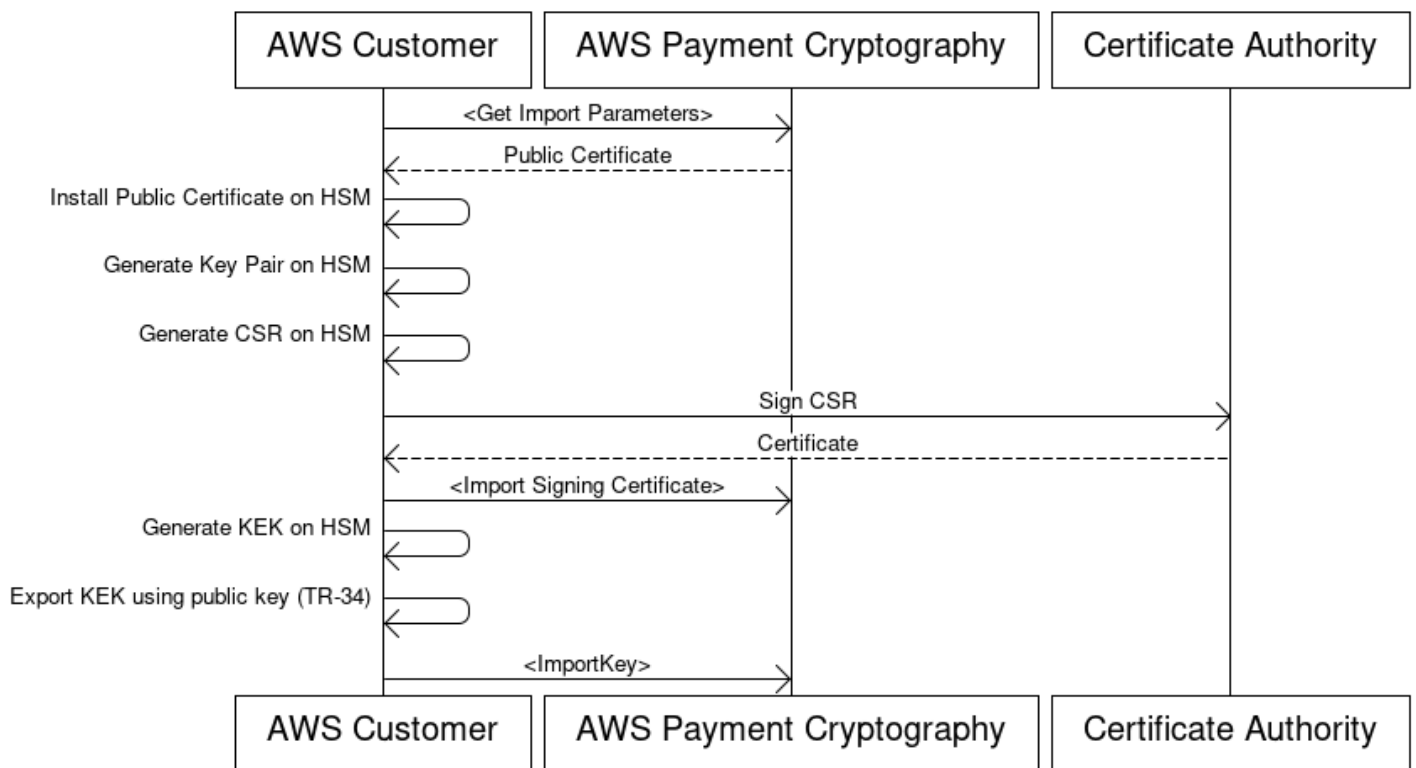 AWS Customer
AWS Payment Cryptography
Certificate Authority
<Get Import Parameters>
Public Certificate
Install Public Certificate on HSM
Generate Key Pair on HSM
Generate CSR on HSM
Sign CSR
Certificate
<Import Signing Certificate>
Generate KEK on HSM
Export KEK using public key (TR-34)
<ImportKey>
AWS Customer
AWS Payment Cryptography
Certificate Authority